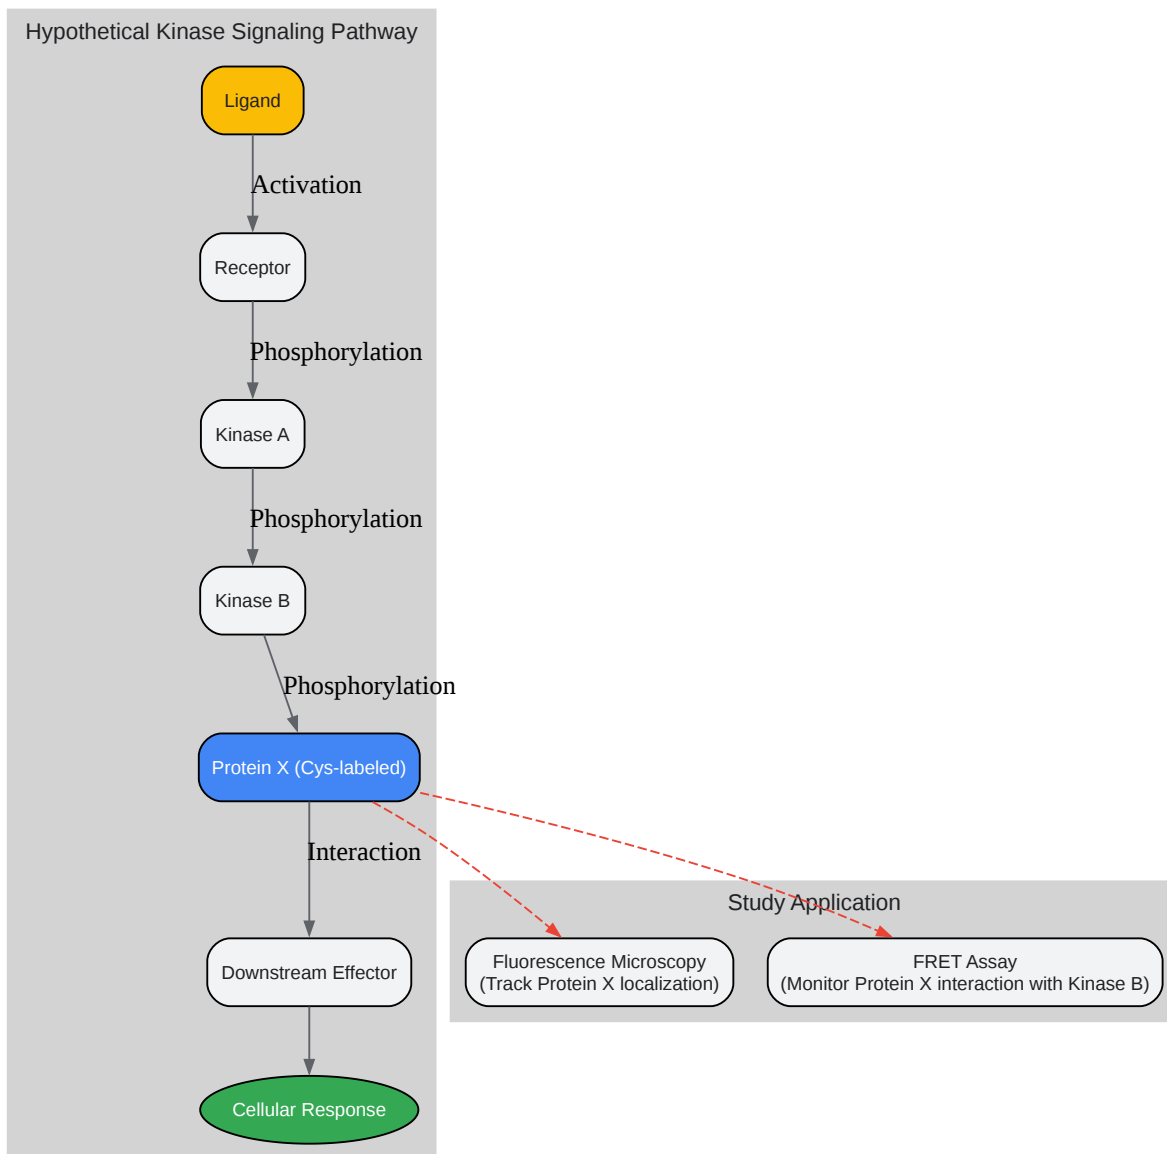 Hypothetical Kinase Signaling Pathway
Ligand
Activation
Receptor
Phosphorylation
Kinase A
Phosphorylation
Kinase B
Phosphorylation
Protein X (Cys-labeled)
Interaction
Study Application
Fluorescence Microscopy
(Track Protein X localization)
FRET Assay
(Monitor Protein X interaction with Kinase B)
Downstream Effector
Cellular Response